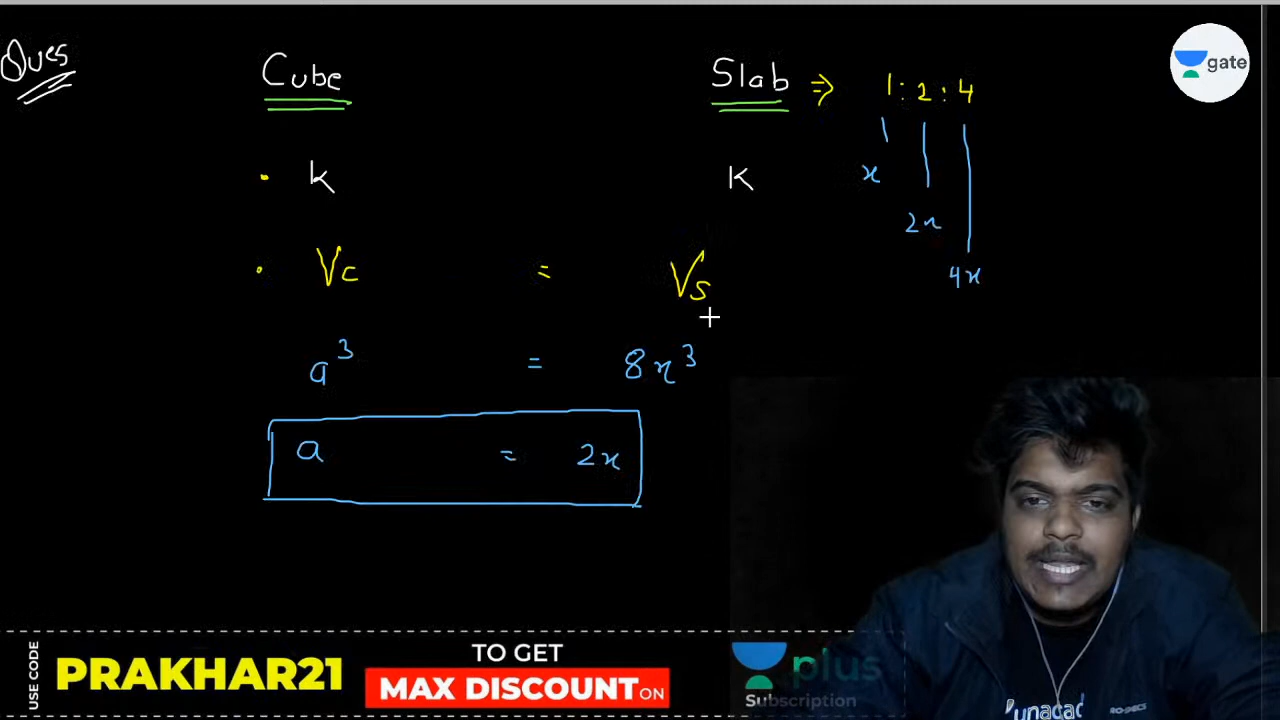 Ques
Cube
Slab ⇒ 1 : 2 : 4
gate
• k
K
x
2x
4x
• Vc = Vs
a³ = 8x³
a = 2x
USE CODE
PRAKHAR21
TO GET
MAX DISCOUNT ON
plus
Subscription
unacad